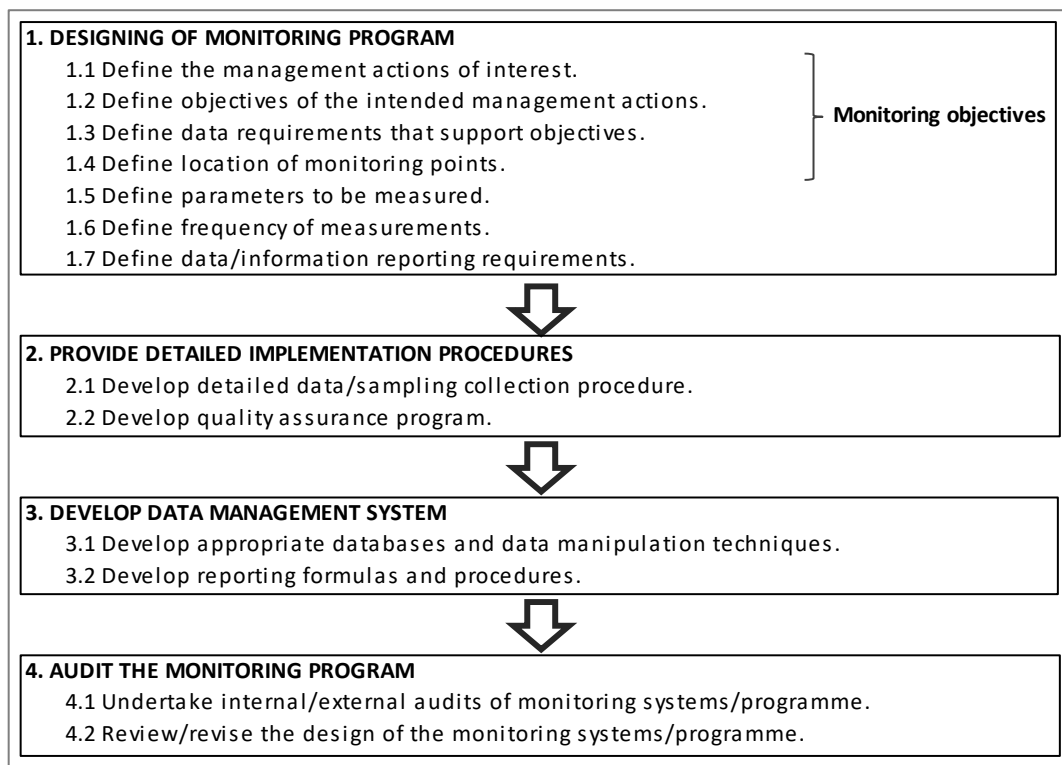 1. DESIGNING OF MONITORING PROGRAM
1.1 Define the management actions of interest.
1.2 Define objectives of the intended management actions.
1.3 Define data requirements that support objectives.
1.4 Define location of monitoring points.
1.5 Define parameters to be measured.
1.6 Define frequency of measurements.
1.7 Define data/information reporting requirements.
Monitoring objectives
2. PROVIDE DETAILED IMPLEMENTATION PROCEDURES
2.1 Develop detailed data/sampling collection procedure.
2.2 Develop quality assurance program.
3. DEVELOP DATA MANAGEMENT SYSTEM
3.1 Develop appropriate databases and data manipulation techniques.
3.2 Develop reporting formulas and procedures.
4. AUDIT THE MONITORING PROGRAM
4.1 Undertake internal/external audits of monitoring systems/programme.
4.2 Review/revise the design of the monitoring systems/programme.